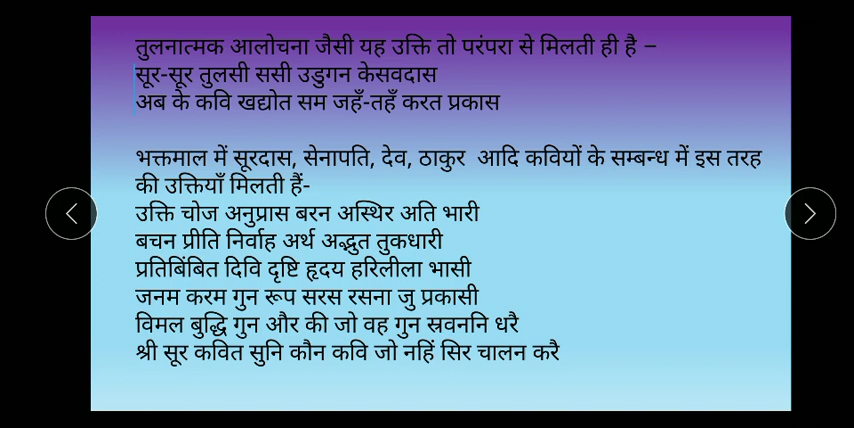 तुलनात्मक आलोचना जैसी यह उक्ति तो परंपरा से मिलती ही है –
सूर-सूर तुलसी ससी उडुगन केसवदास
अब के कवि खद्योत सम जहँ-तहँ करत प्रकास
भक्तमाल में सूरदास, सेनापति, देव, ठाकुर आदि कवियों के सम्बन्ध में इस तरह
की उक्तियाँ मिलती हैं-
उक्ति चोज अनुप्रास बरन अस्थिर अति भारी
बचन प्रीति निर्वाह अर्थ अद्भुत तुकधारी
प्रतिबिंबित दिवि दृष्टि हृदय हरिलीला भासी
जनम करम गुन रूप सरस रसना जु प्रकासी
विमल बुद्धि गुन और की जो वह गुन स्रवननि धरै
श्री सूर कवित सुनि कौन कवि जो नहिं सिर चालन करै